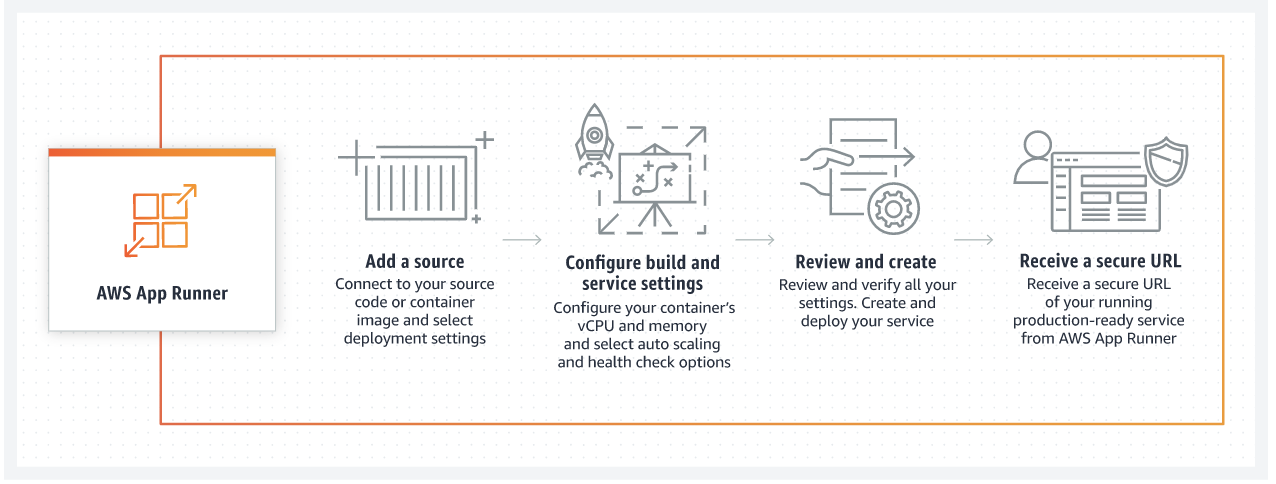 AWS App Runner
Add a source
Connect to your source
code or container
image and select
deployment settings
Configure build and
service settings
Configure your container’s
vCPU and memory
and select auto scaling
and health check options
Review and create
Review and verify all your
settings. Create and
deploy your service
Receive a secure URL
Receive a secure URL
of your running
production-ready service
from AWS App Runner